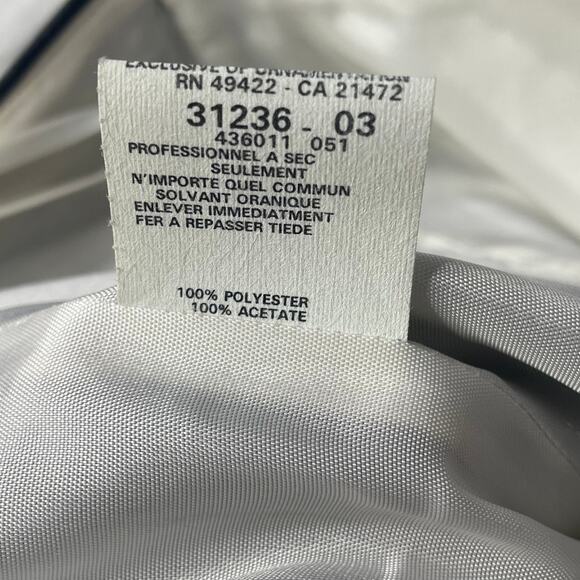 EXCLUSIVE OF ORNAMENTATION
RN 49422 - CA 21472
31236 - 03
436011 051
PROFESSIONNEL A SEC
SEULEMENT
N'IMPORTE QUEL COMMUN
SOLVANT ORANIQUE
ENLEVER IMMEDIATMENT
FER A REPASSER TIEDE
100% POLYESTER
100% ACETATE